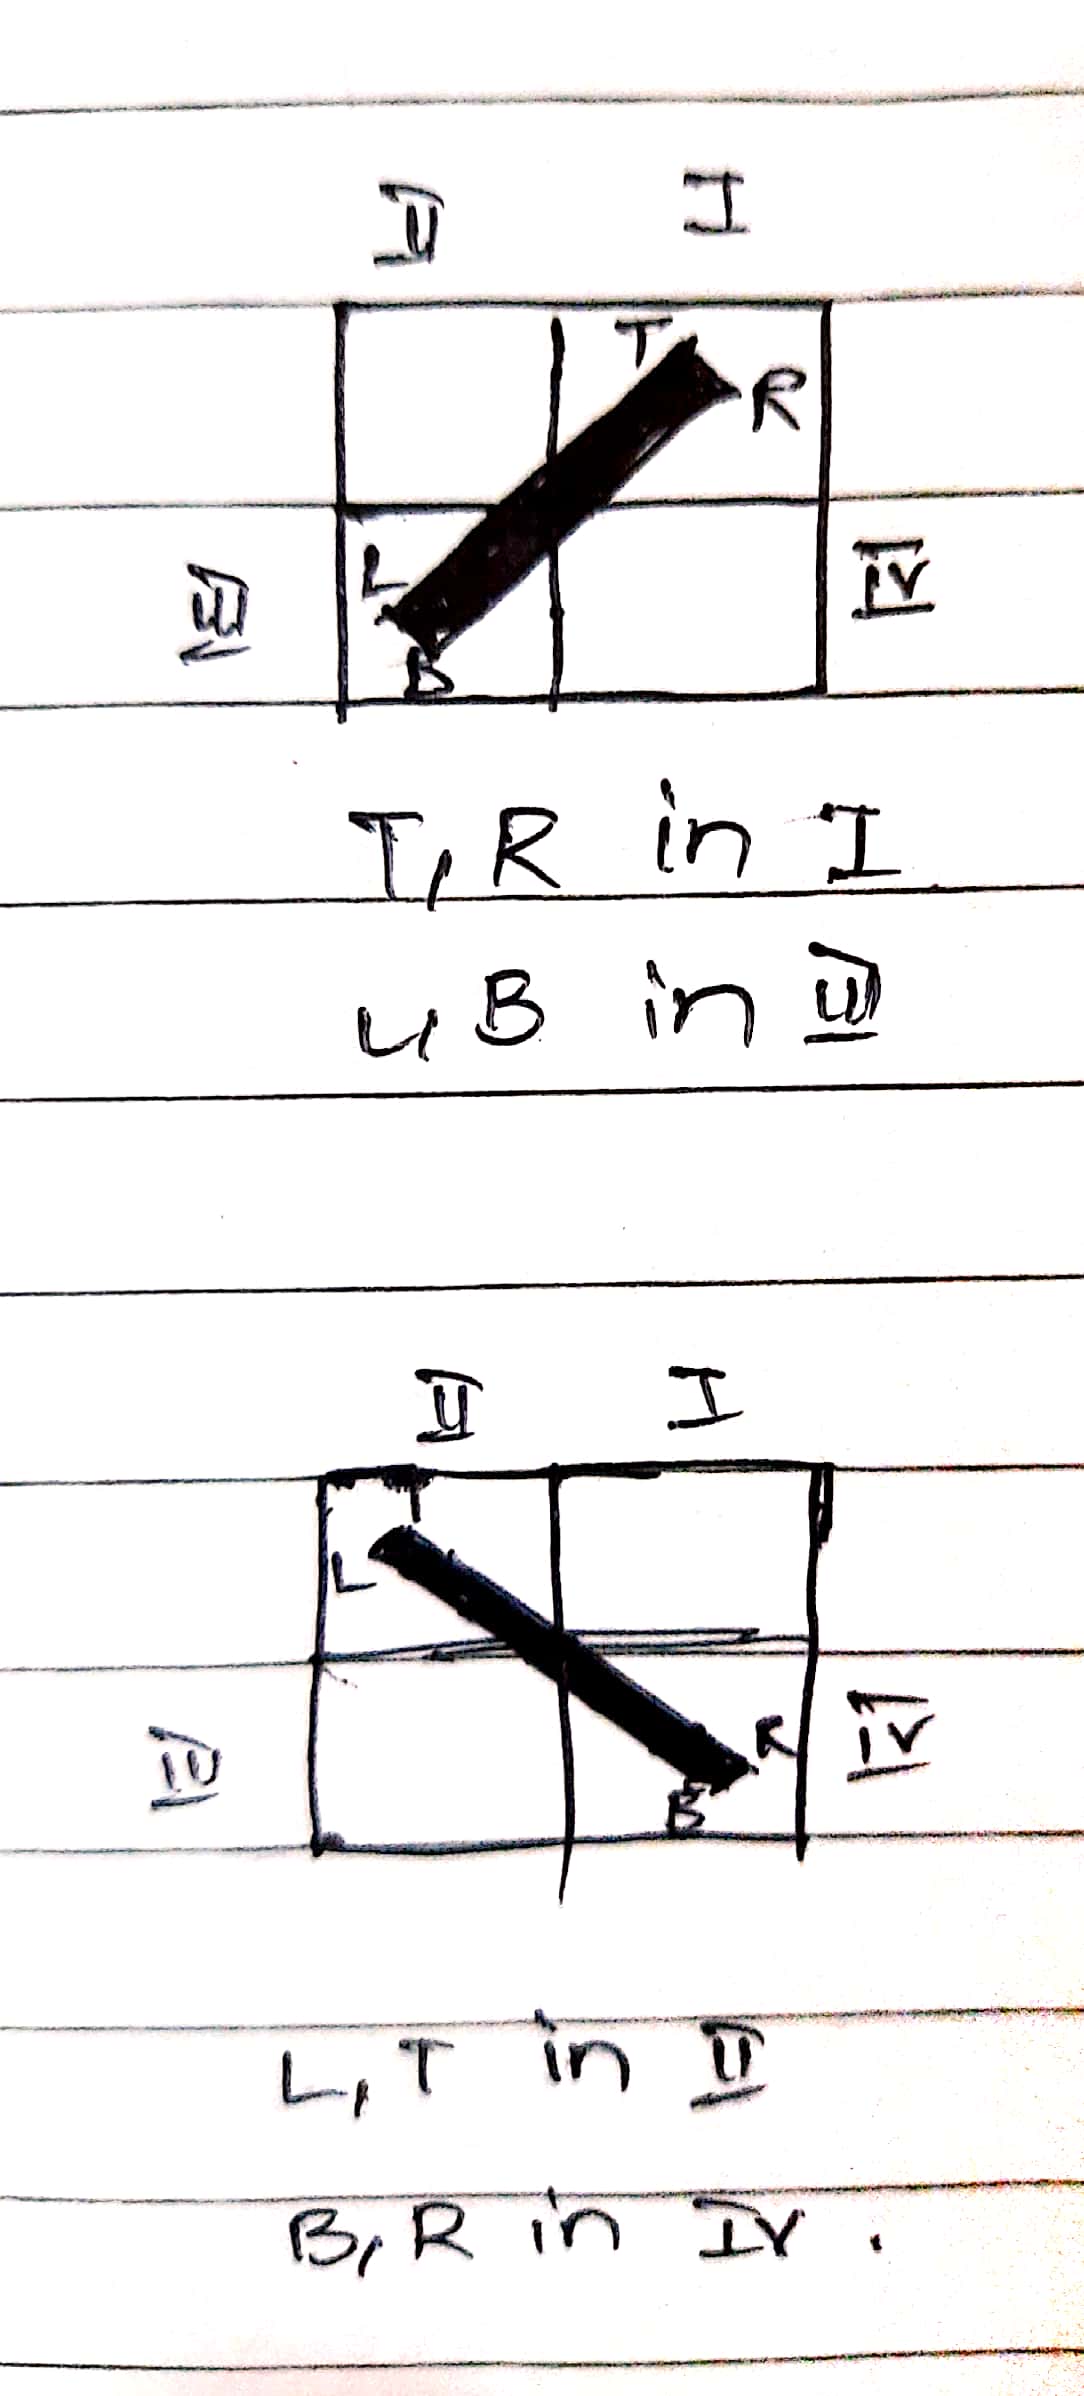 II I
T
R
L
III IV
B
T, R in I
L, B in III
II I
T
L
R
III IV
B
L, T in II
B, R in IV.